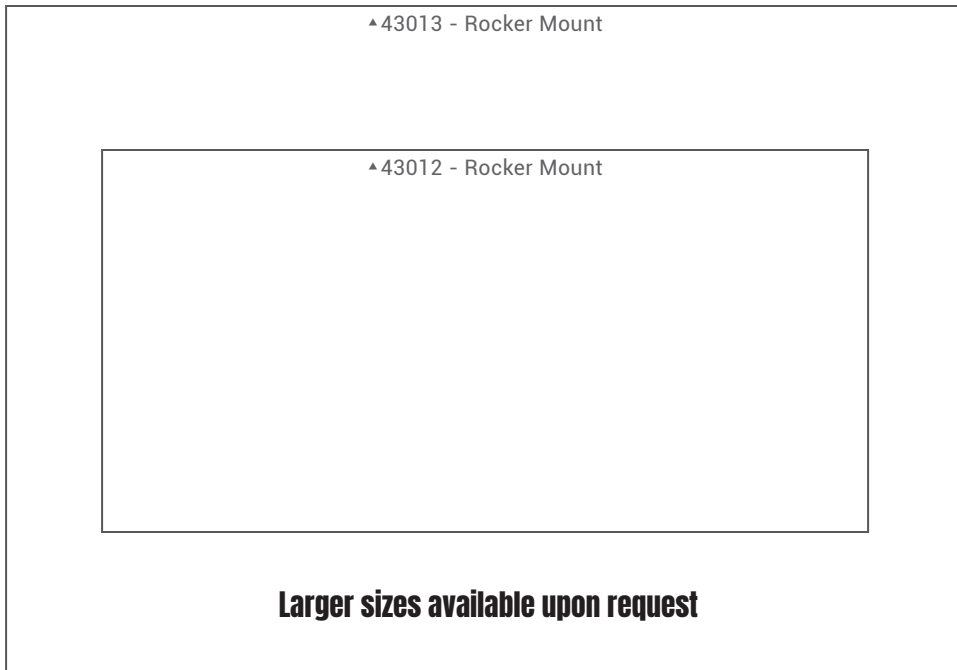 ▲43013 - Rocker Mount
▲43012 - Rocker Mount
Larger sizes available upon request